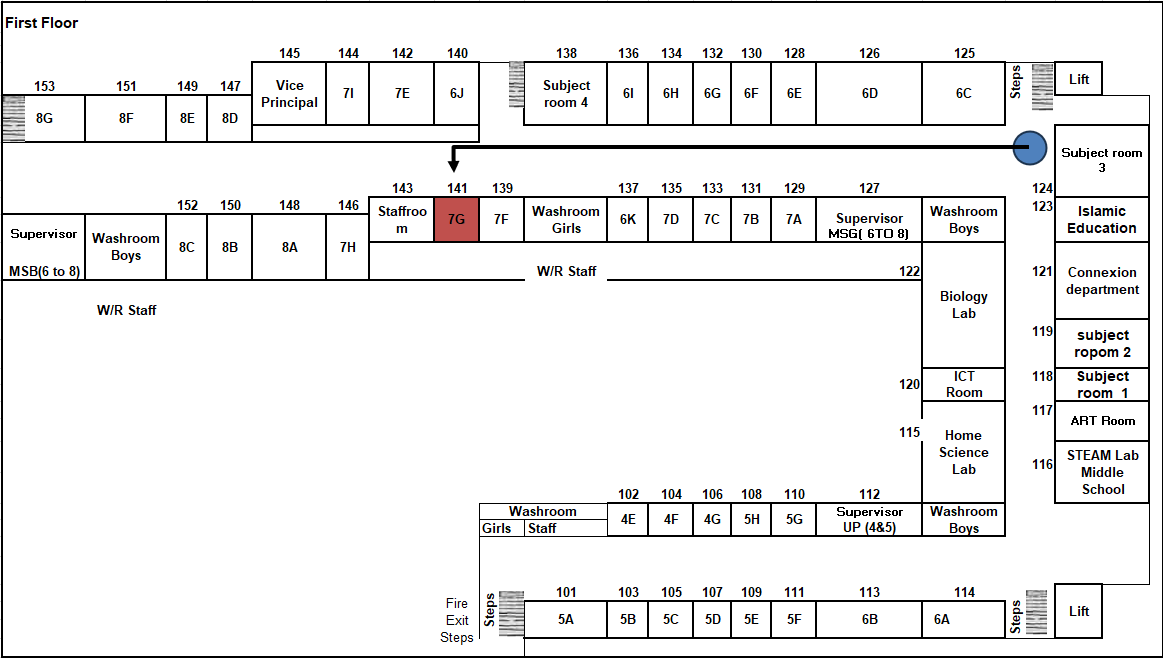 First Floor
145 144 142 140 138 136 134 132 130 128 126 125
Steps
Lift
Vice
Principal
7I 7E 6J
Subject
room 4
6I 6H 6G 6F 6E 6D 6C
153 151 149 147
8G 8F 8E 8D
Subject room
3
143 141 139 137 135 133 131 129 127 124
Staffroo
m
7G 7F
Washroom
Girls
6K 7D 7C 7B 7A
Supervisor
MSG( 6TO 8)
Washroom
Boys
123
Islamic
Education
152 150 148 146
Supervisor
MSB(6 to 8)
Washroom
Boys
8C 8B 8A 7H
W/R Staff
W/R Staff
122
Biology
Lab
121
Connexion
department
119
subject
ropom 2
120
ICT
Room
118
Subject
room 1
117
ART Room
115
Home
Science
Lab
116
STEAM Lab
Middle
School
102 104 106 108 110 112
Washroom
Girls Staff
4E 4F 4G 5H 5G
Supervisor
UP (4&5)
Washroom
Boys
101 103 105 107 109 111 113 114
Fire
Exit
Steps
Steps
5A 5B 5C 5D 5E 5F 6B 6A
Steps
Lift